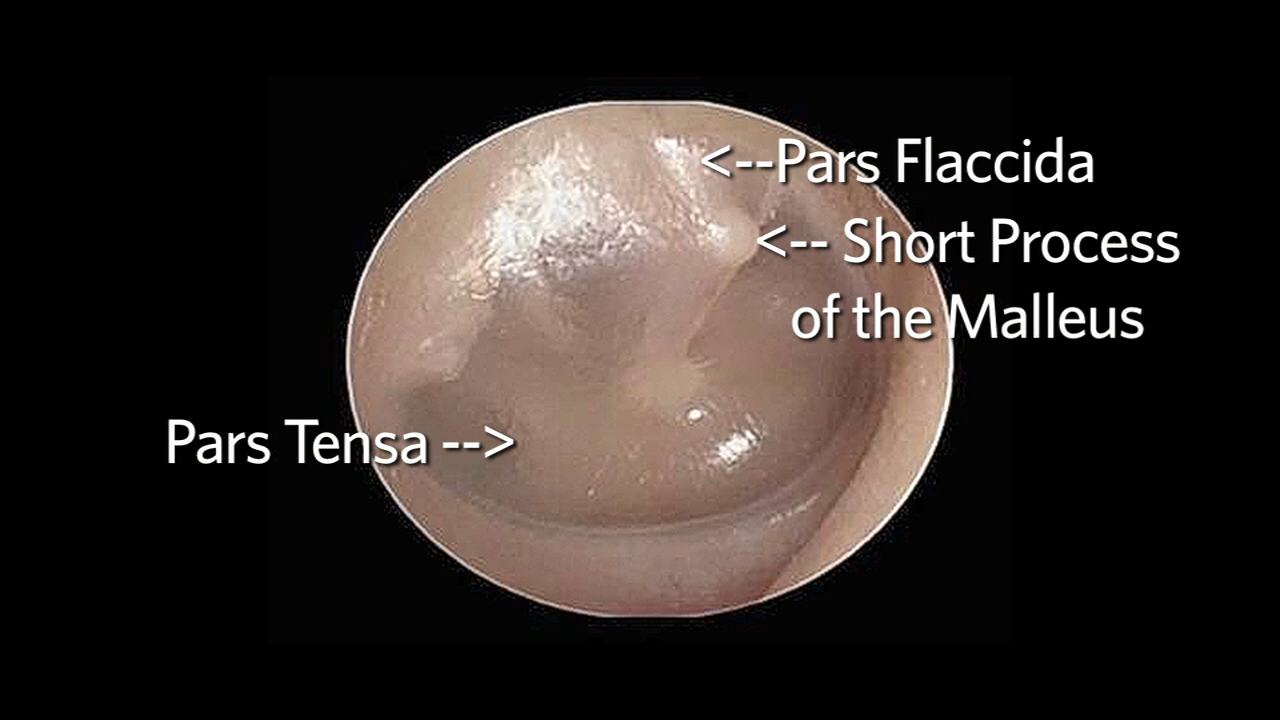 <--Pars Flaccida
<-- Short Process
of the Malleus
Pars Tensa -->